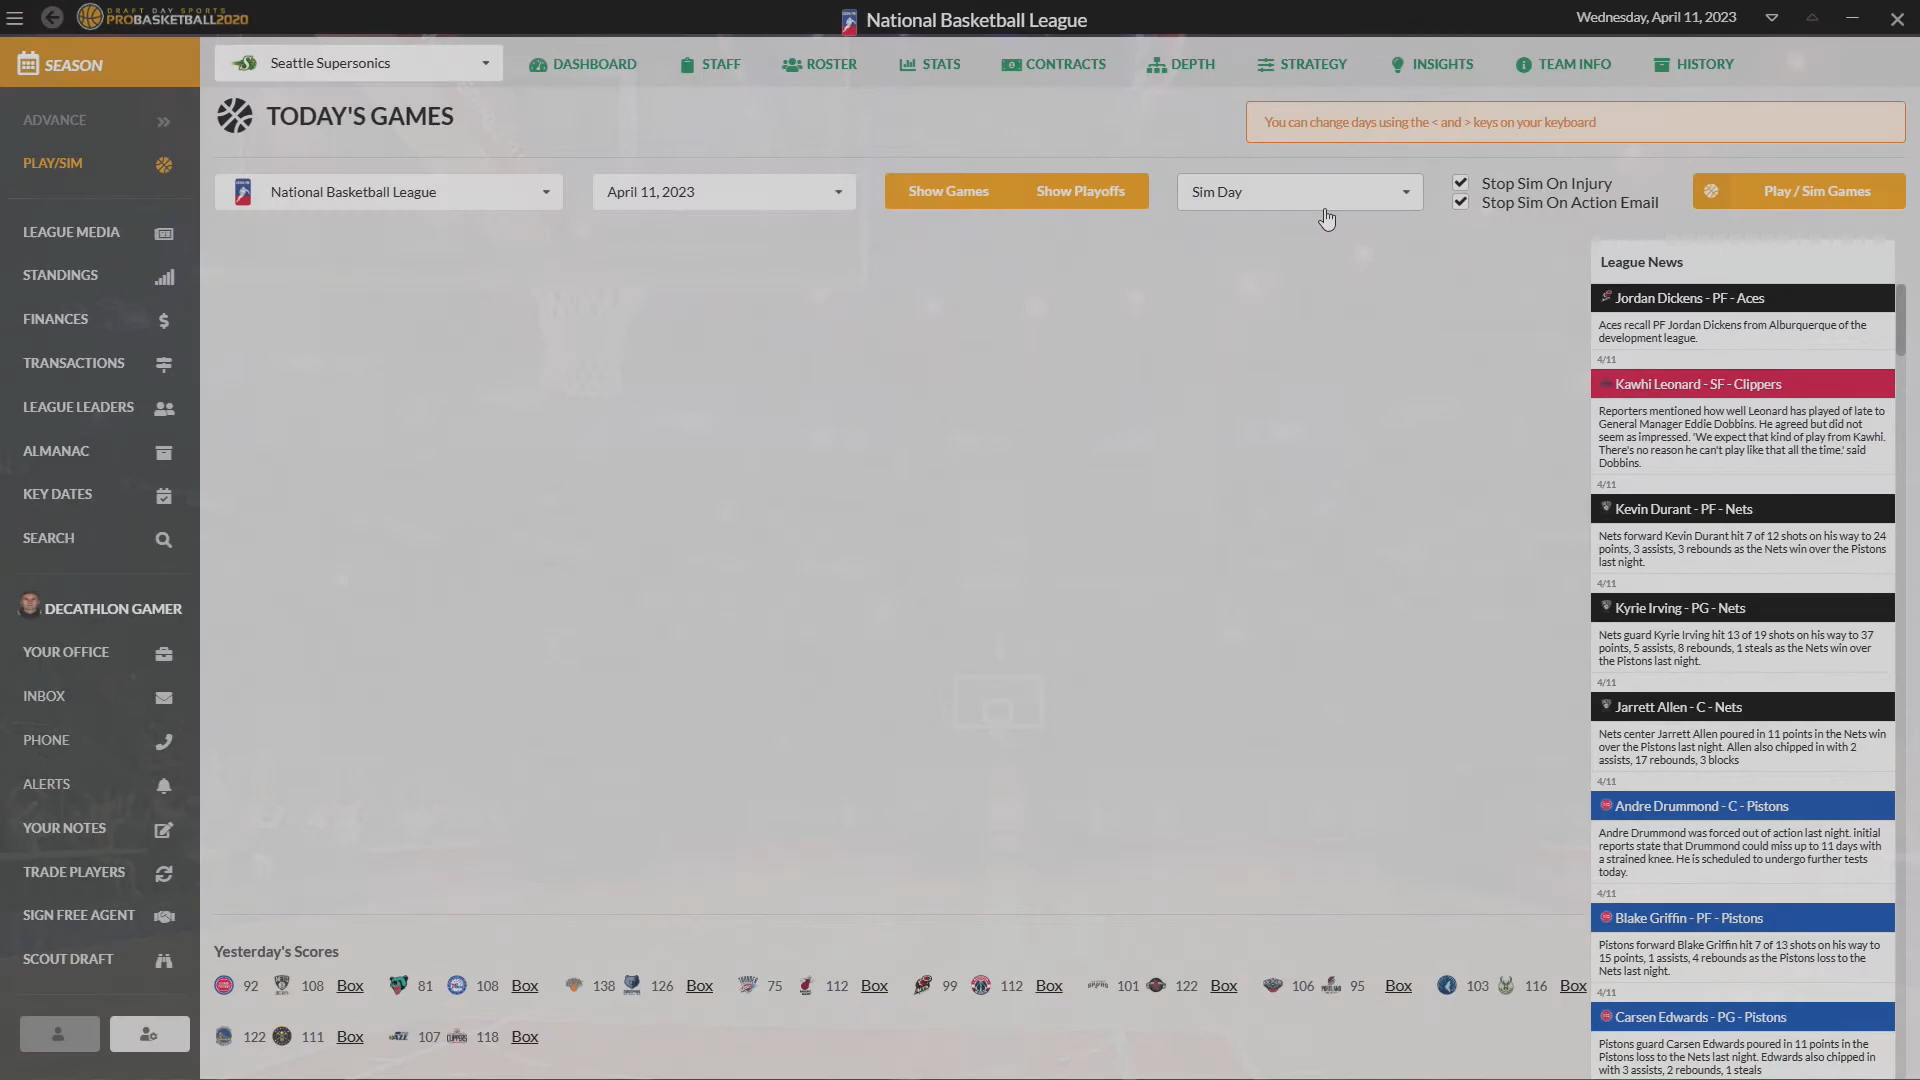 DRAFT DAY SPORTS
PROBASKETBALL2020
National Basketball League
Wednesday, April 11, 2023
SEASON
Seattle Supersonics
DASHBOARD
STAFF
ROSTER
STATS
CONTRACTS
DEPTH
STRATEGY
INSIGHTS
TEAM INFO
HISTORY
ADVANCE
PLAY/SIM
LEAGUE MEDIA
STANDINGS
FINANCES
TRANSACTIONS
LEAGUE LEADERS
ALMANAC
KEY DATES
SEARCH
DECATHLON GAMER
YOUR OFFICE
INBOX
PHONE
ALERTS
YOUR NOTES
TRADE PLAYERS
SIGN FREE AGENT
SCOUT DRAFT
TODAY'S GAMES
You can change days using the < and > keys on your keyboard
National Basketball League
April 11, 2023
Show Games
Show Playoffs
Sim Day
Stop Sim On Injury
Stop Sim On Action Email
Play / Sim Games
League News
Jordan Dickens - PF - Aces
Aces recall PF Jordan Dickens from Alburquerque of the
development league.
4/11
Kawhi Leonard - SF - Clippers
Reporters mentioned how well Leonard has played of late to
General Manager Eddie Dobbins. He agreed but did not
seem as impressed. 'We expect that kind of play from Kawhi.
There's no reason he can't play like that all the time.' said
Dobbins.
4/11
Kevin Durant - PF - Nets
Nets forward Kevin Durant hit 7 of 12 shots on his way to 24
points, 3 assists, 3 rebounds as the Nets win over the Pistons
last night.
4/11
Kyrie Irving - PG - Nets
Nets guard Kyrie Irving hit 13 of 19 shots on his way to 37
points, 5 assists, 8 rebounds, 1 steals as the Nets win over
the Pistons last night.
4/11
Jarrett Allen - C - Nets
Nets center Jarrett Allen poured in 11 points in the Nets win
over the Pistons last night. Allen also chipped in with 2
assists, 17 rebounds, 3 blocks
4/11
Andre Drummond - C - Pistons
Andre Drummond was forced out of action last night. initial
reports state that Drummond could miss up to 11 days with
a strained knee. He is scheduled to undergo further tests
today.
4/11
Blake Griffin - PF - Pistons
Pistons forward Blake Griffin hit 7 of 13 shots on his way to
15 points, 1 assists, 4 rebounds as the Pistons loss to the
Nets last night.
4/11
Carsen Edwards - PG - Pistons
Pistons guard Carsen Edwards poured in 11 points in the
Pistons loss to the Nets last night. Edwards also chipped in
with 3 assists, 2 rebounds, 1 steals
Yesterday's Scores
92 108 Box 81 108 Box 138 126 Box 75 112 Box 99 112 Box 101 122 Box 106 95 Box 103 116 Box
122 111 Box 107 118 Box